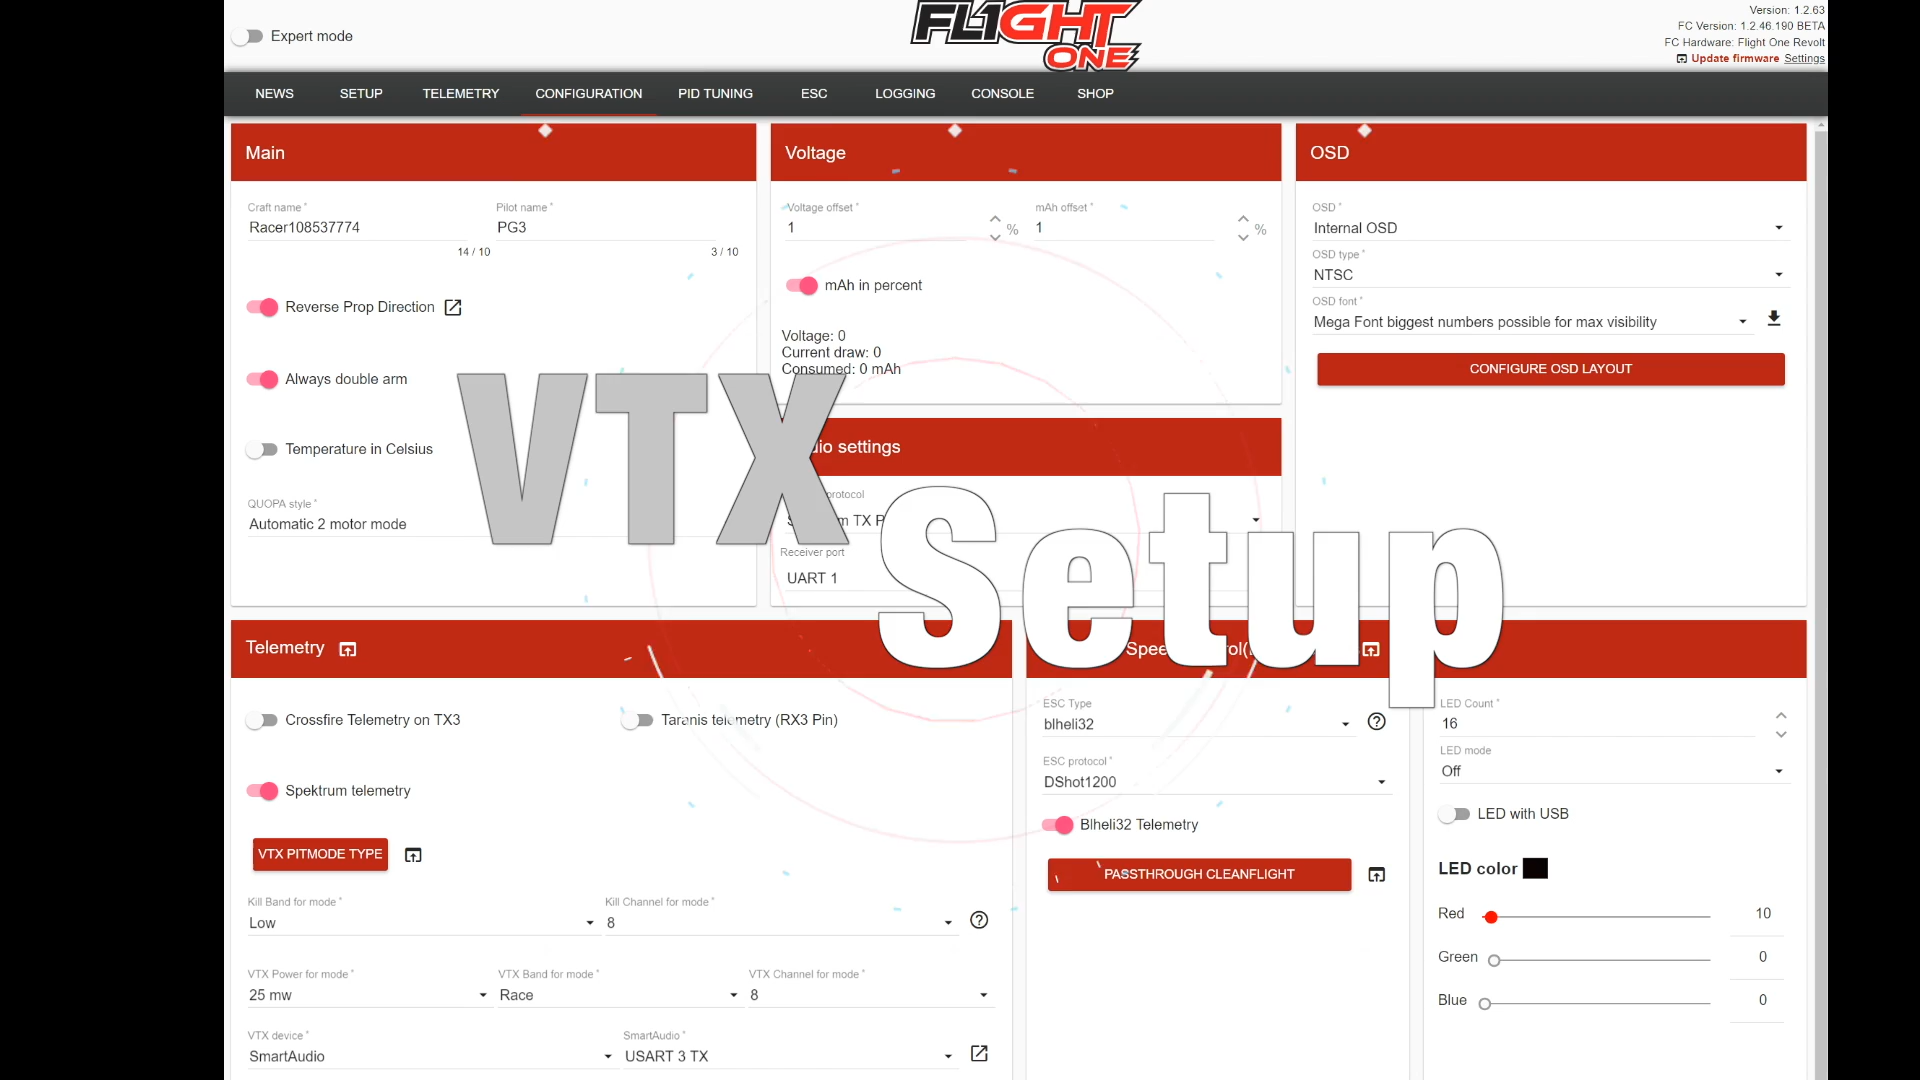 Expert mode
FL1GHT
ONE
Version: 1.2.63
FC Version: 1.2.46.190 BETA
FC Hardware: Flight One Revolt
Update firmware Settings
NEWS SETUP TELEMETRY CONFIGURATION PID TUNING ESC LOGGING CONSOLE SHOP
Main
Craft name *
Racer108537774
14 / 10
Pilot name *
PG3
3 / 10
Reverse Prop Direction
Always double arm
Temperature in Celsius
QUOPA style *
Automatic 2 motor mode
Voltage
Voltage offset *
1
%
mAh offset *
1
%
mAh in percent
Voltage: 0
Current draw: 0
Consumed: 0 mAh
settings
TX
Receiver port
UART 1
OSD
OSD *
Internal OSD
OSD type *
NTSC
OSD font *
Mega Font biggest numbers possible for max visibility
CONFIGURE OSD LAYOUT
VTX
Setup
Telemetry
Crossfire Telemetry on TX3
Taranis telemetry (RX3 Pin)
Spektrum telemetry
VTX PITMODE TYPE
Kill Band for mode *
Low
Kill Channel for mode *
8
VTX Power for mode *
25 mw
VTX Band for mode *
Race
VTX Channel for mode *
8
VTX device *
SmartAudio
SmartAudio *
USART 3 TX
ESC Type
blheli32
ESC protocol *
DShot1200
Blheli32 Telemetry
PASSTHROUGH CLEANFLIGHT
LED Count *
16
LED mode
Off
LED with USB
LED color
Red 10
Green 0
Blue 0